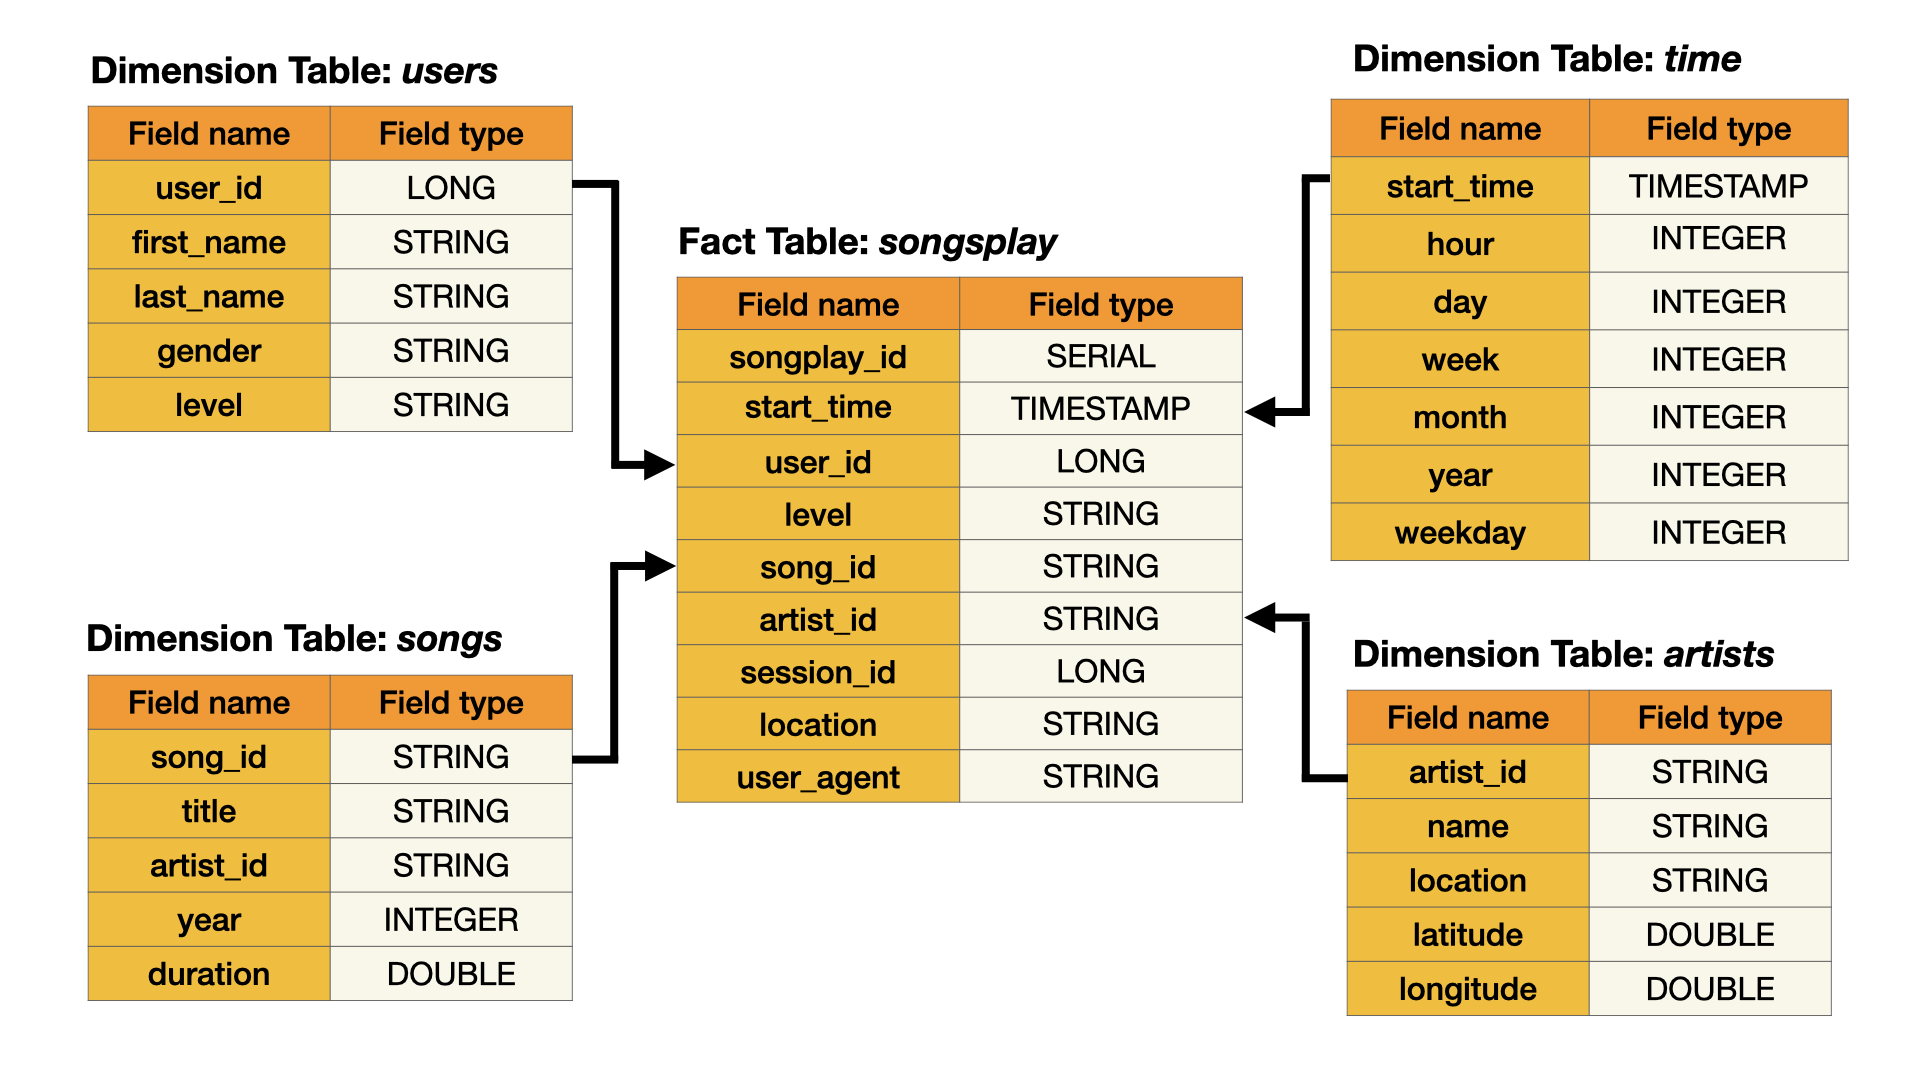 Dimension Table: users
Field name Field type
user_id LONG
first_name STRING
last_name STRING
gender STRING
level STRING
Dimension Table: songs
Field name Field type
song_id STRING
title STRING
artist_id STRING
year INTEGER
duration DOUBLE
Fact Table: songsplay
Field name Field type
songplay_id SERIAL
start_time TIMESTAMP
user_id LONG
level STRING
song_id STRING
artist_id STRING
session_id LONG
location STRING
user_agent STRING
Dimension Table: time
Field name Field type
start_time TIMESTAMP
hour INTEGER
day INTEGER
week INTEGER
month INTEGER
year INTEGER
weekday INTEGER
Dimension Table: artists
Field name Field type
artist_id STRING
name STRING
location STRING
latitude DOUBLE
longitude DOUBLE